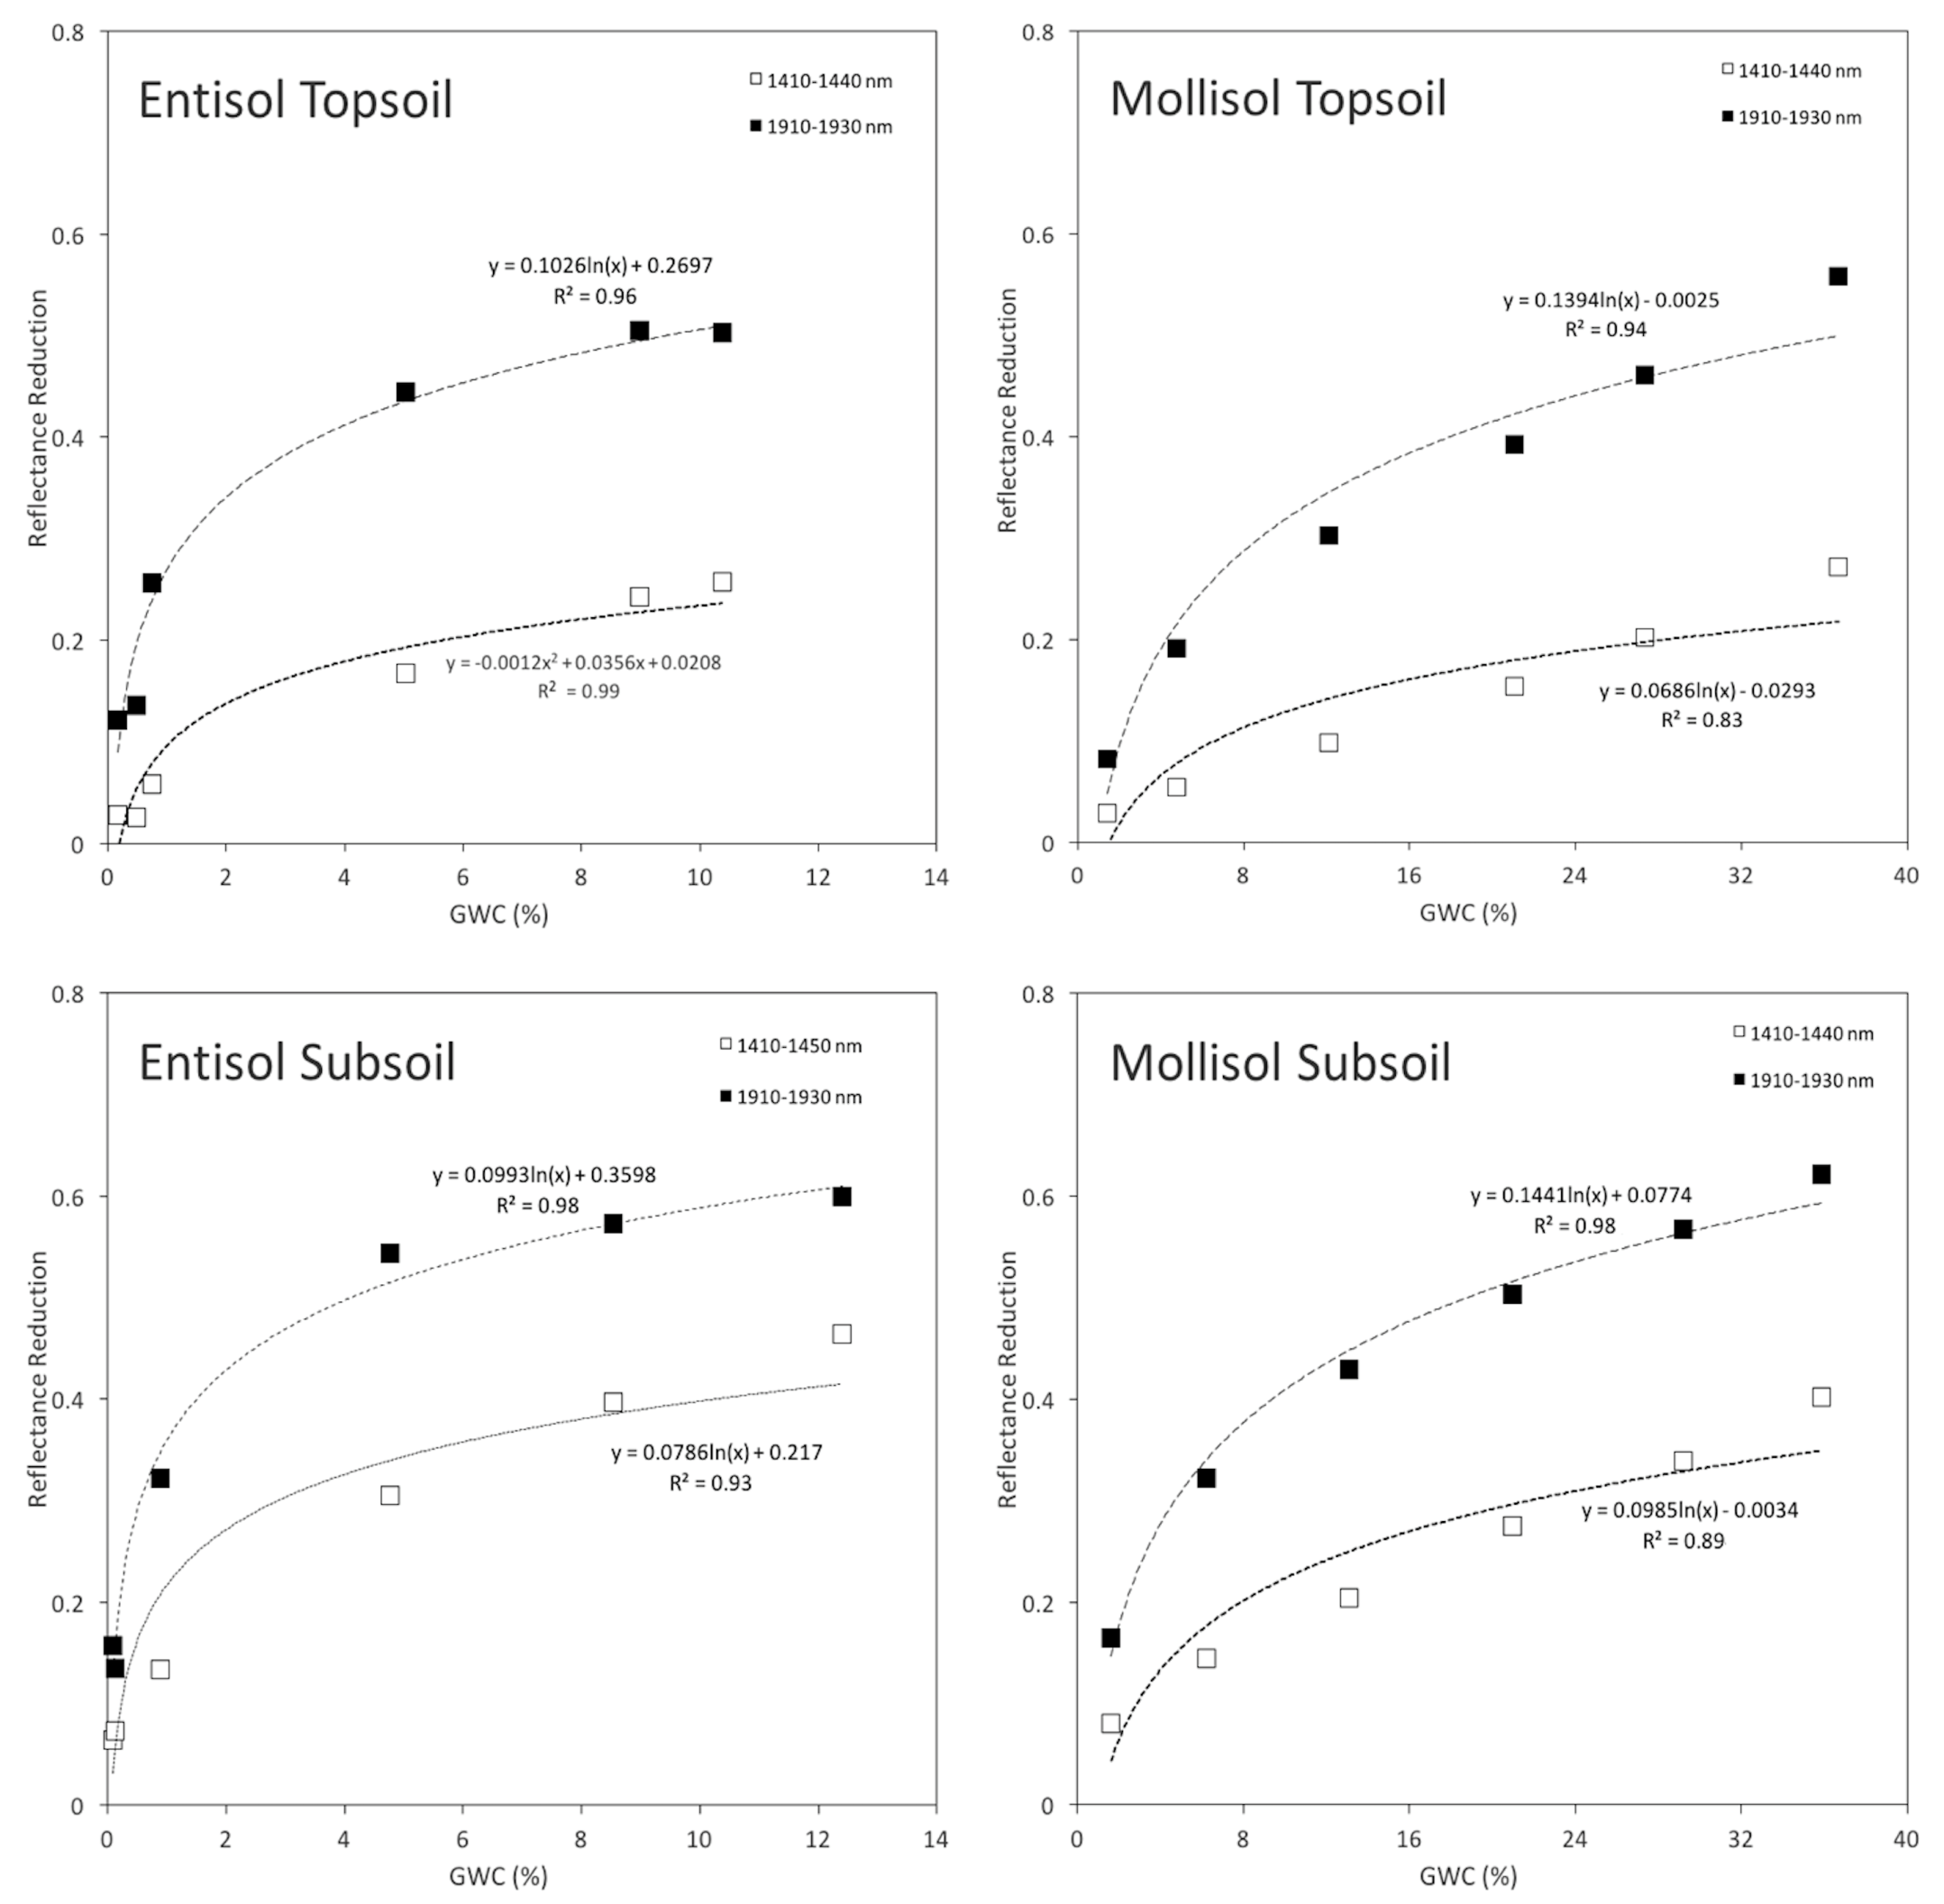 Entisol Topsoil
1410-1440 nm
1910-1930 nm
y = 0.1026ln(x) + 0.2697
R² = 0.96
y = -0.0012x² + 0.0356x + 0.0208
R² = 0.99
Reflectance Reduction
0.8
0.6
0.4
0.2
0
0 2 4 6 8 10 12 14
GWC (%)
Mollisol Topsoil
1410-1440 nm
1910-1930 nm
y = 0.1394ln(x) - 0.0025
R² = 0.94
y = 0.0686ln(x) - 0.0293
R² = 0.83
Reflectance Reduction
0.8
0.6
0.4
0.2
0
0 8 16 24 32 40
GWC (%)
Entisol Subsoil
1410-1450 nm
1910-1930 nm
y = 0.0993ln(x) + 0.3598
R² = 0.98
y = 0.0786ln(x) + 0.217
R² = 0.93
Reflectance Reduction
0.8
0.6
0.4
0.2
0
0 2 4 6 8 10 12 14
GWC (%)
Mollisol Subsoil
1410-1440 nm
1910-1930 nm
y = 0.1441ln(x) + 0.0774
R² = 0.98
y = 0.0985ln(x) - 0.0034
R² = 0.89
Reflectance Reduction
0.8
0.6
0.4
0.2
0
0 8 16 24 32 40
GWC (%)